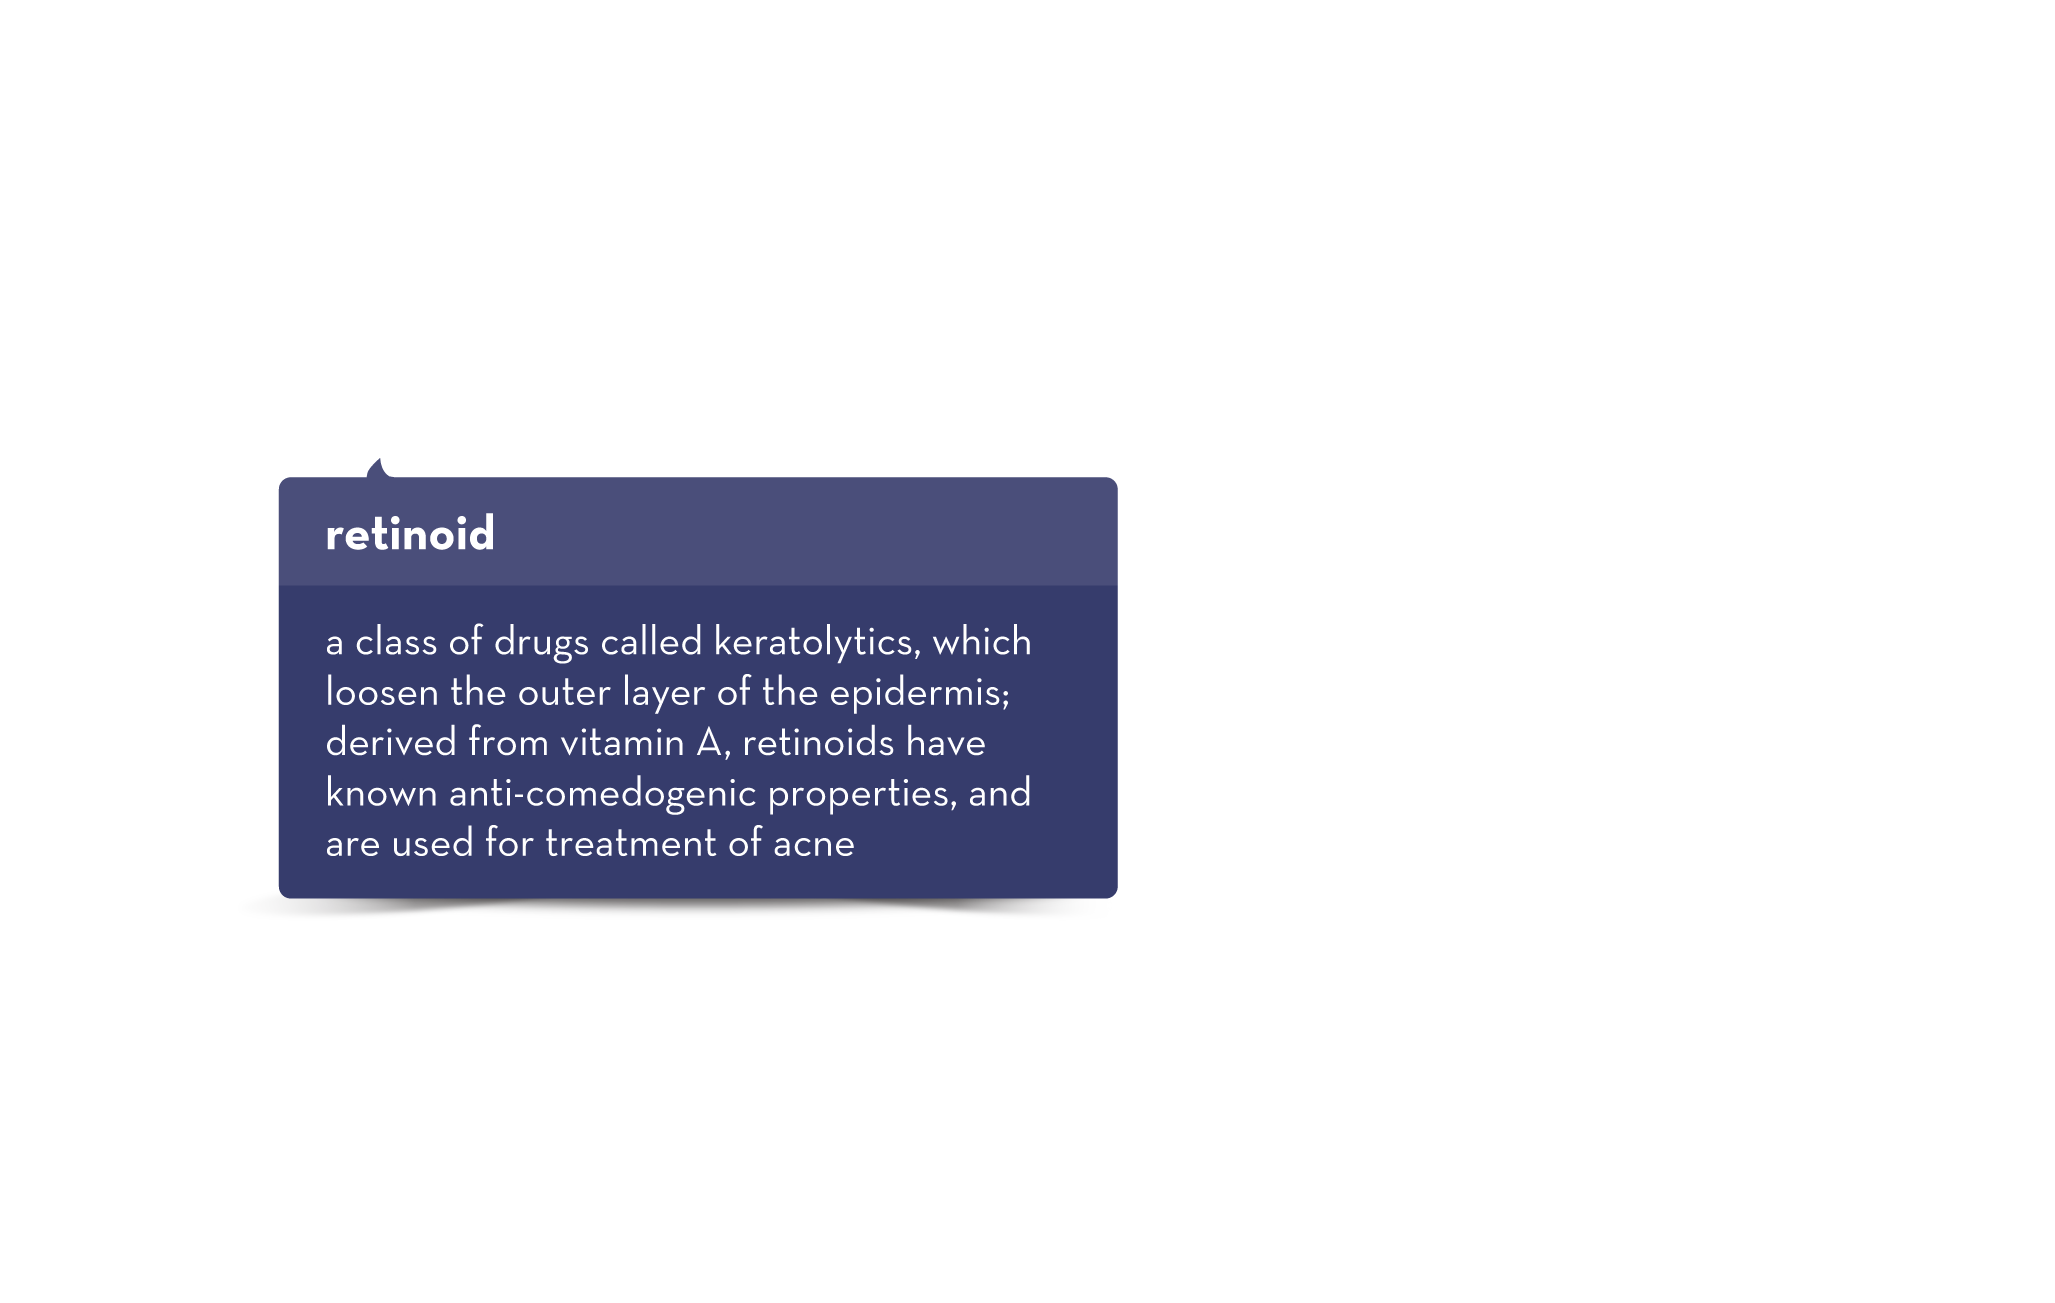 retinoid
a class of drugs called keratolytics, which
loosen the outer layer of the epidermis;
derived from vitamin A, retinoids have
known anti-comedogenic properties, and
are used for treatment of acne